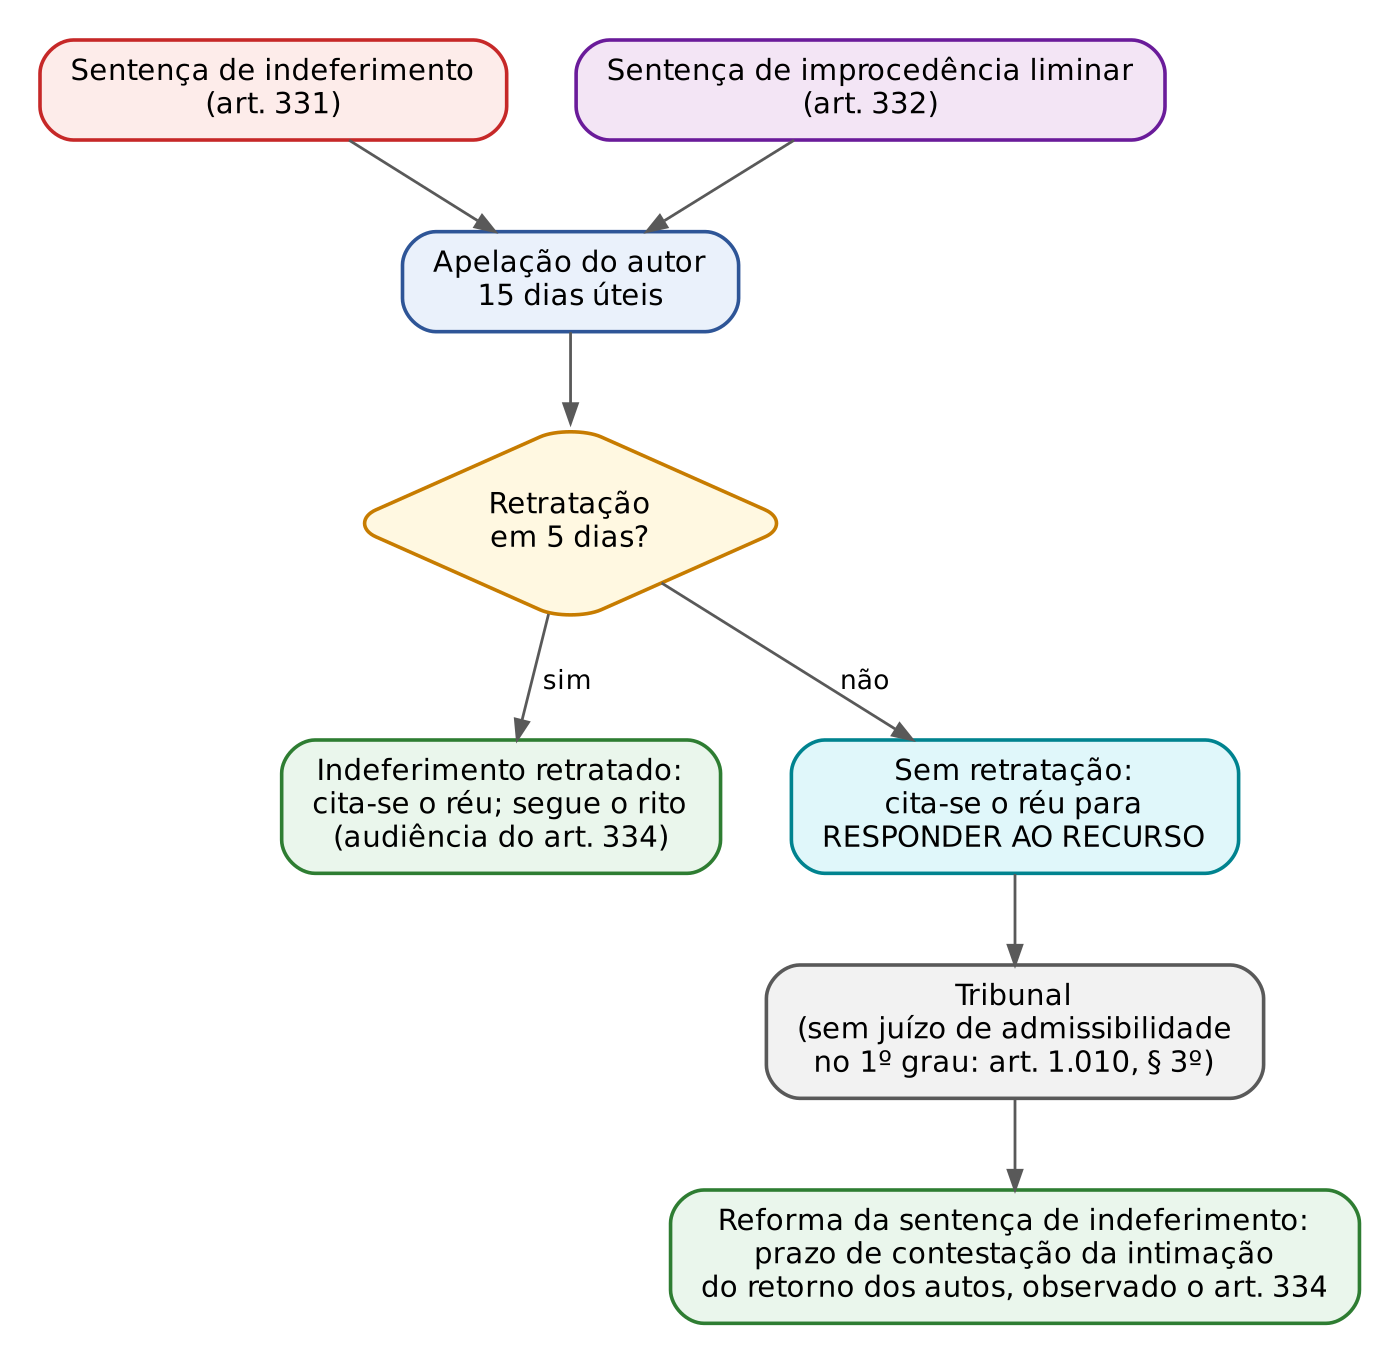 Sentença de indeferimento
(art. 331)
Sentença de improcedência liminar
(art. 332)
Apelação do autor
15 dias úteis
Retratação
em 5 dias?
sim
não
Indeferimento retratado:
cita-se o réu; segue o rito
(audiência do art. 334)
Sem retratação:
cita-se o réu para
RESPONDER AO RECURSO
Tribunal
(sem juízo de admissibilidade
no 1º grau: art. 1.010, § 3º)
Reforma da sentença de indeferimento:
prazo de contestação da intimação
do retorno dos autos, observado o art. 334